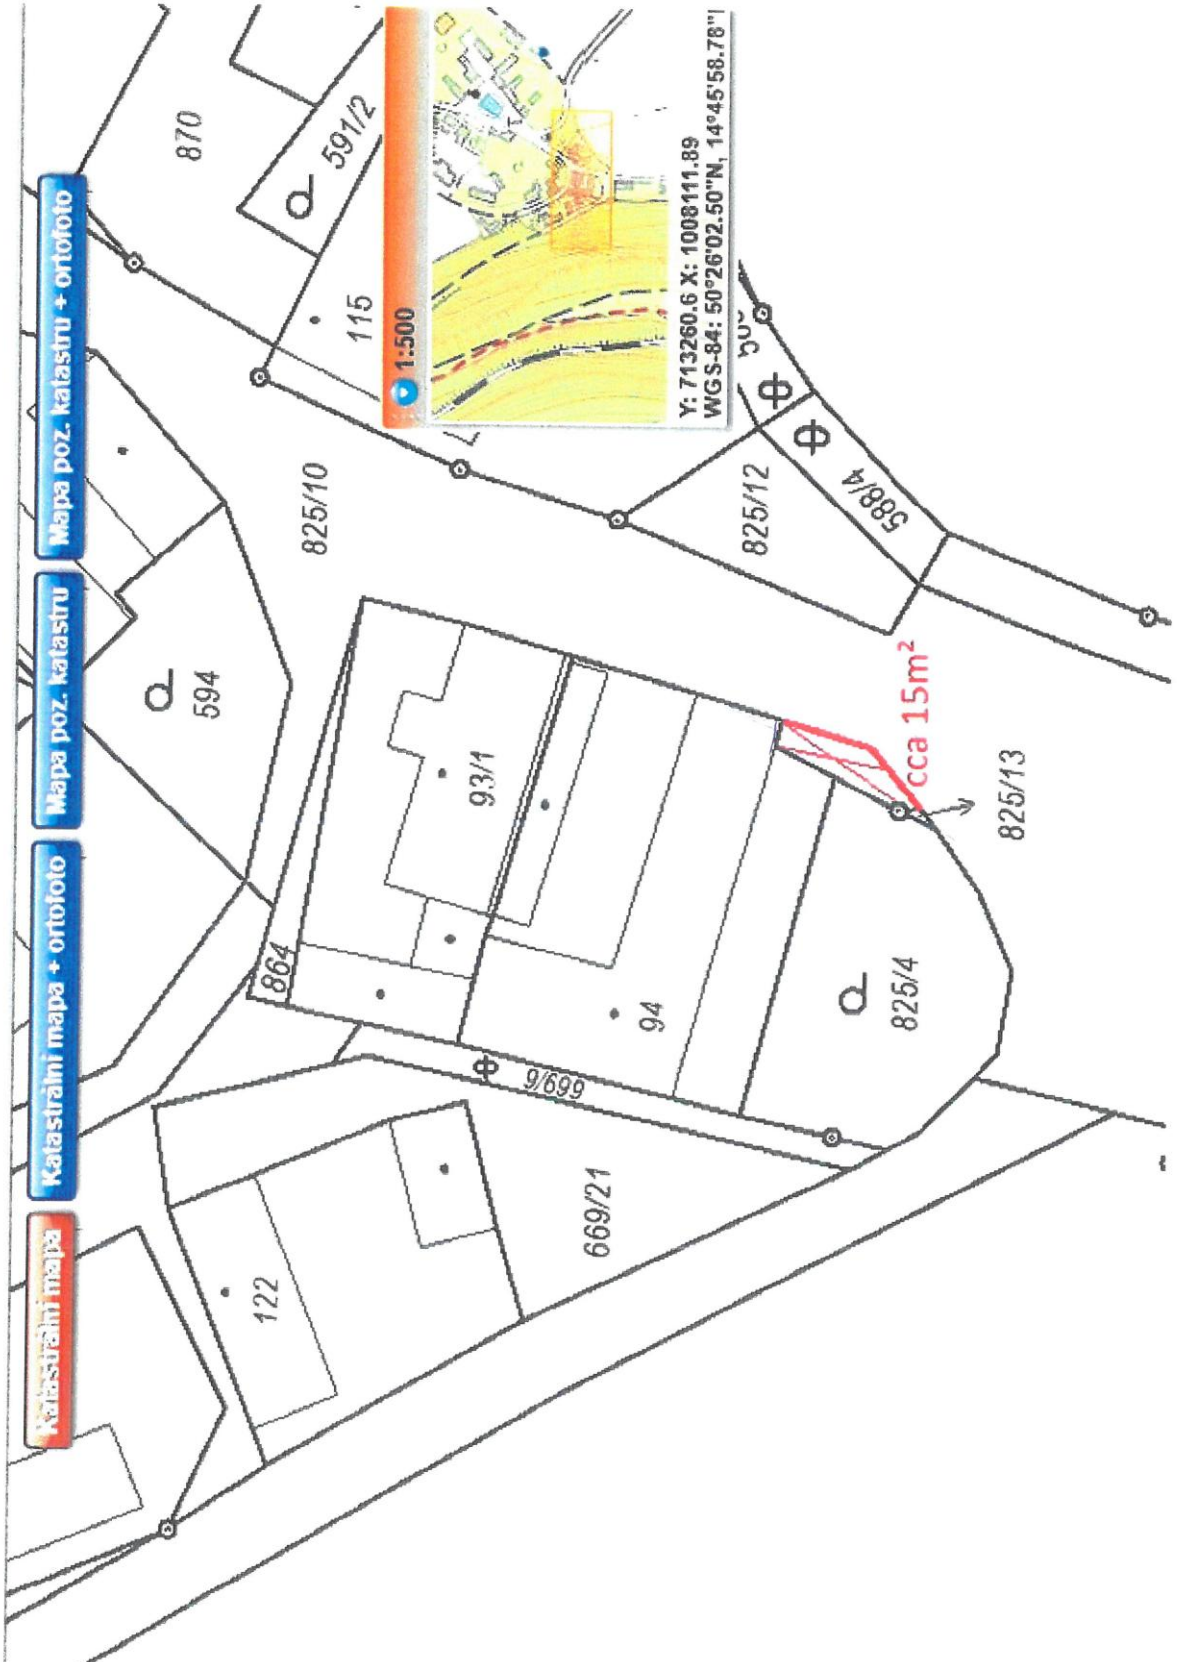 Katastrální mapa
Katastrální mapa + ortofoto
Mapa poz. katastru
Mapa poz. katastru + ortofoto
870
591/2
115
1:500
Y: 713260.6 X: 1008111.89
WGS-84: 50°26'02.50"N, 14°45'58.78"
594
825/10
825/12
588/4
864
93/1
94
cca 15m²
825/13
825/4
669/6
669/21
122